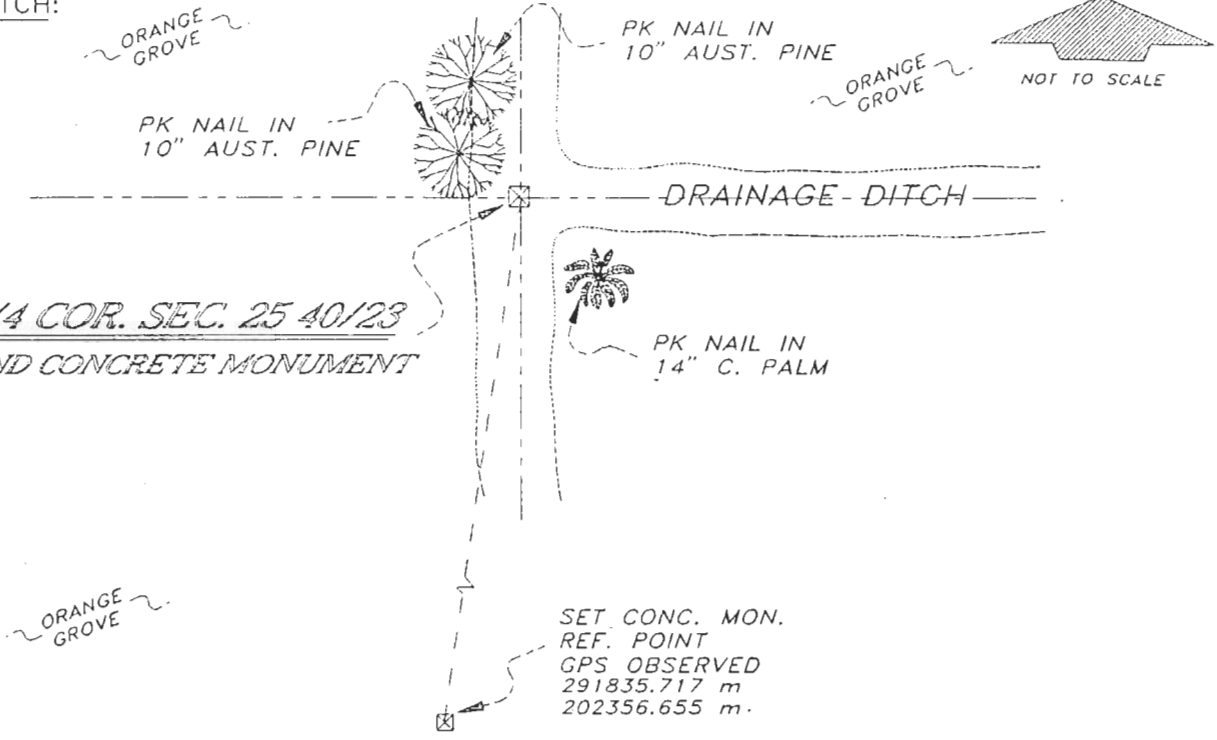 TCH:
ORANGE
GROVE
PK NAIL IN
10" AUST. PINE
ORANGE
GROVE
NOT TO SCALE
PK NAIL IN
10" AUST. PINE
DRAINAGE DITCH
/4 COR. SEC. 25 40/23
ND CONCRETE MONUMENT
PK NAIL IN
14" C. PALM
ORANGE
GROVE
SET CONC. MON.
REF. POINT
GPS OBSERVED
291835.717 m
202356.655 m.